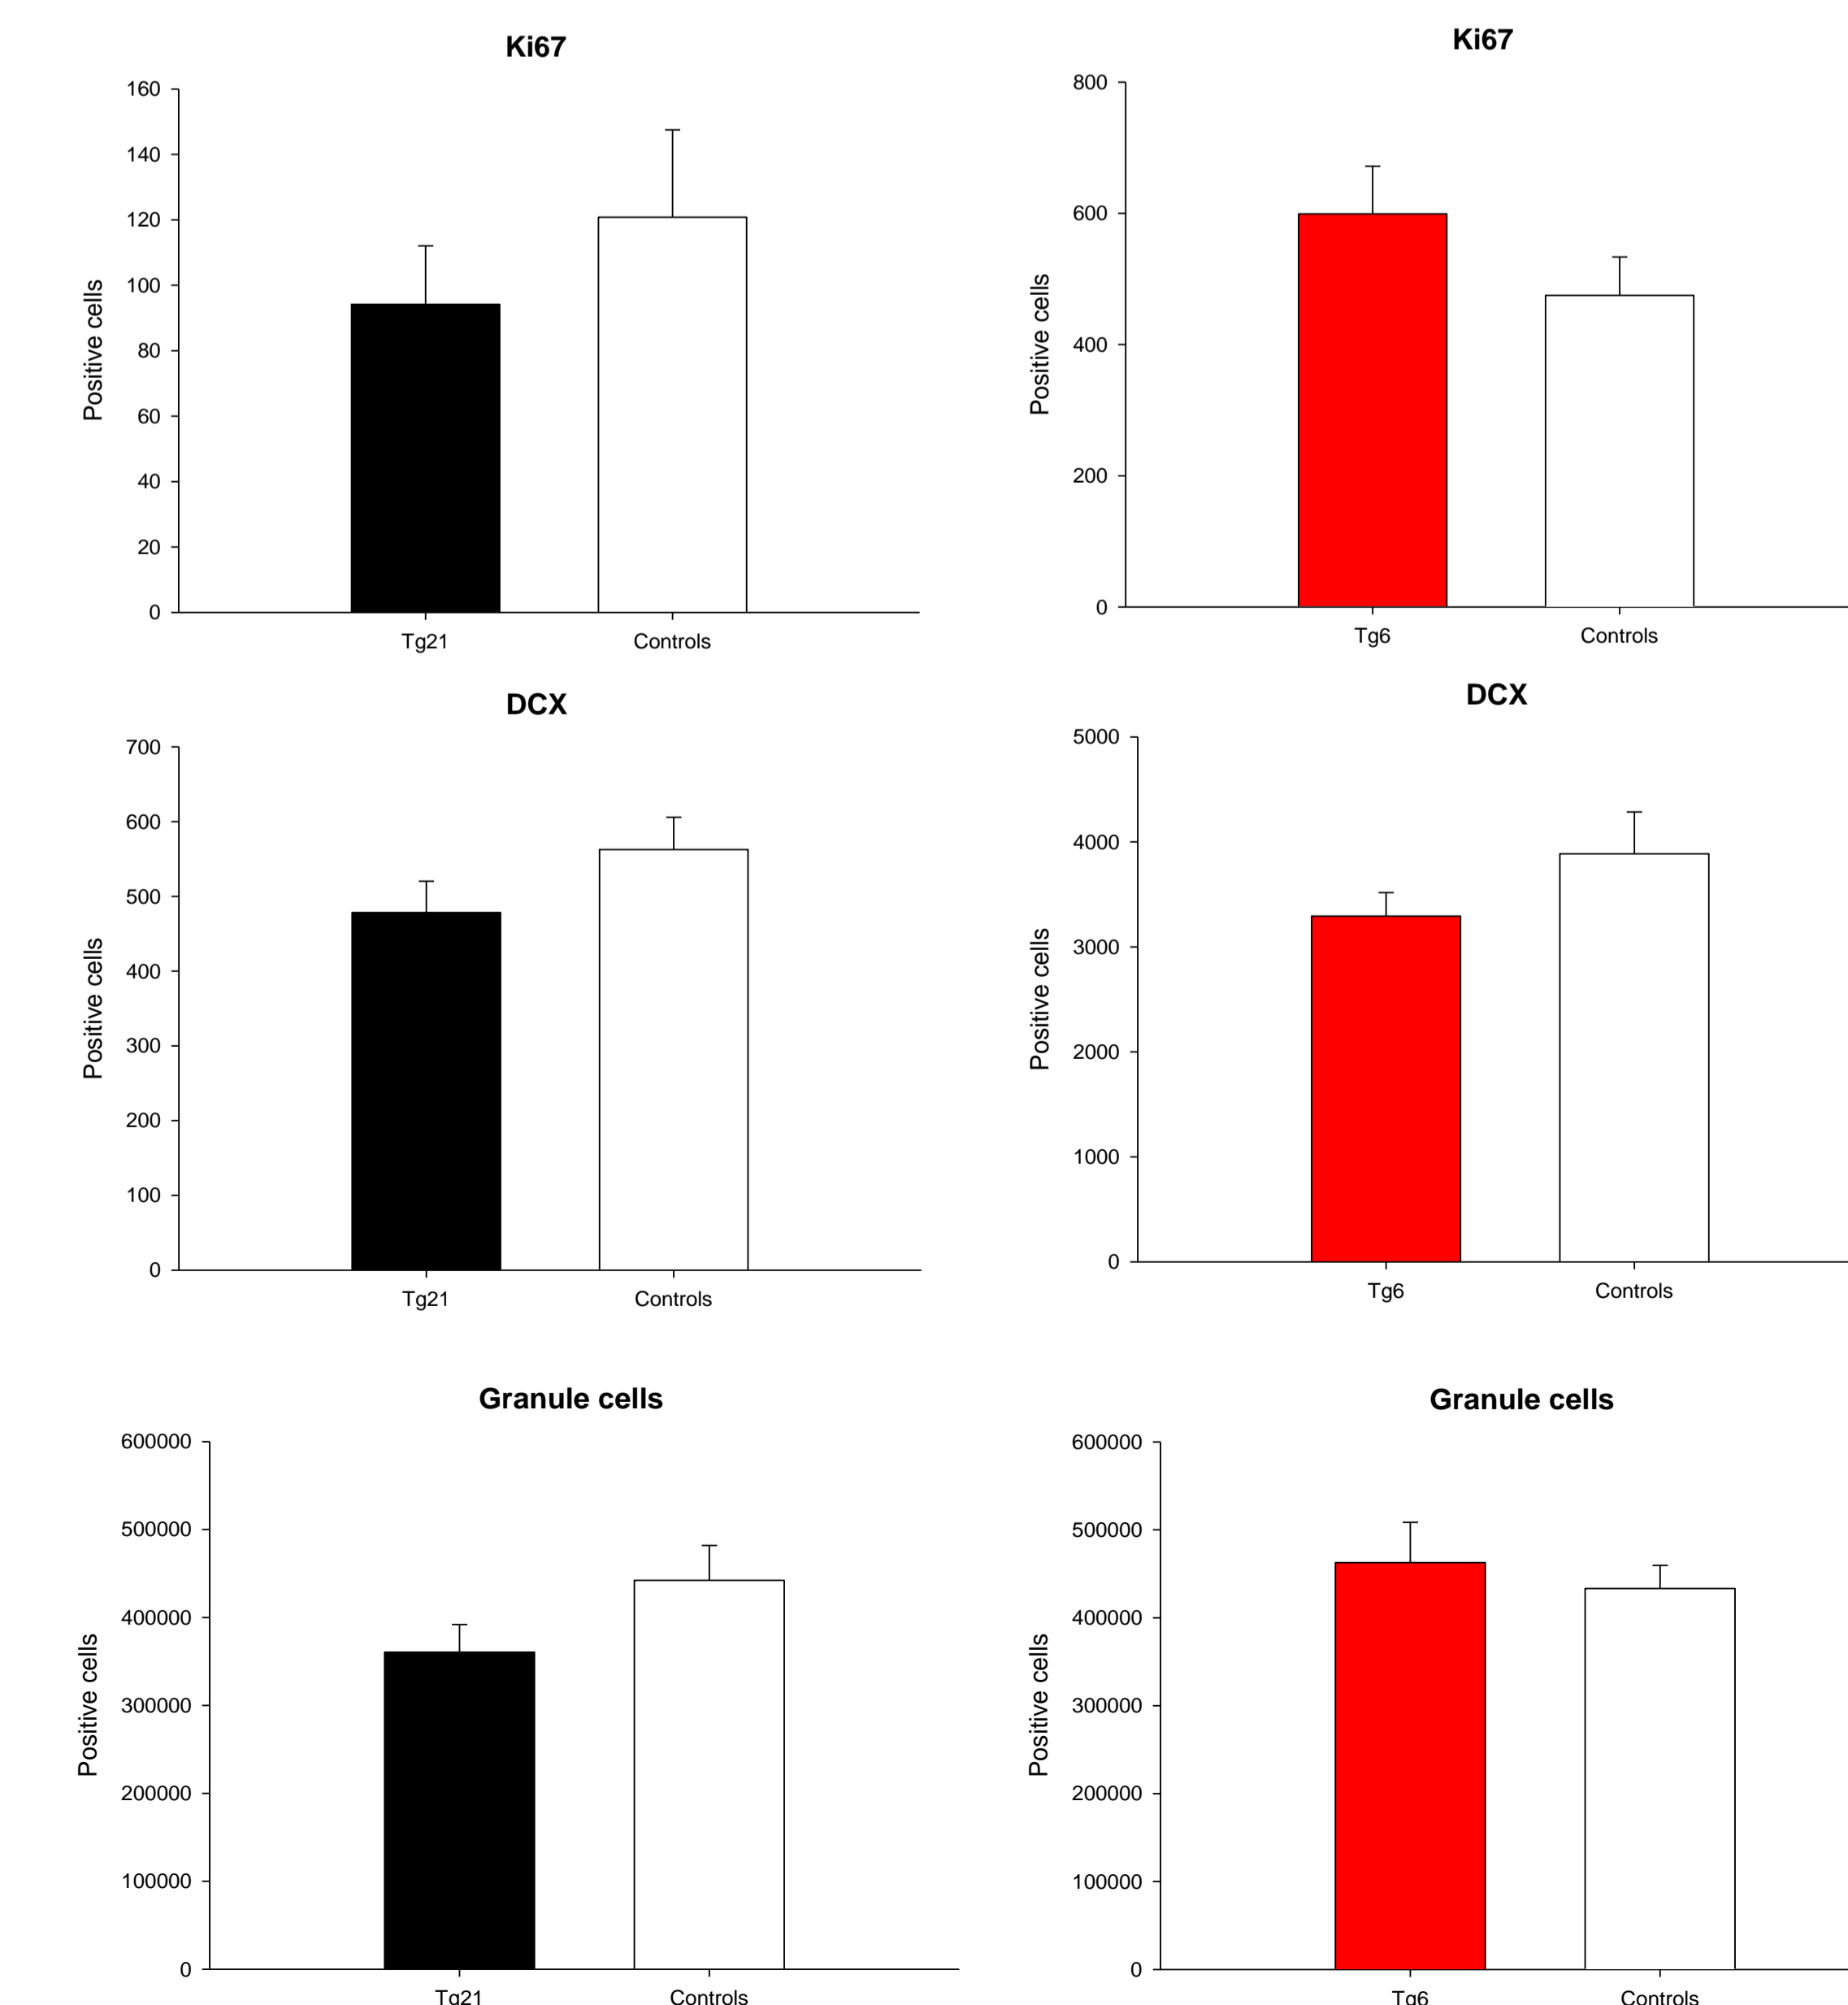 Ki67
160
140
120
100
80
60
40
20
0
Positive cells
Tg21
Controls
Ki67
800
600
400
200
0
Positive cells
Tg6
Controls
DCX
700
600
500
400
300
200
100
0
Positive cells
Tg21
Controls
DCX
5000
4000
3000
2000
1000
0
Positive cells
Tg6
Controls
Granule cells
600000
500000
400000
300000
200000
100000
0
Positive cells
Tg21
Controls
Granule cells
600000
500000
400000
300000
200000
100000
0
Positive cells
Tg6
Controls